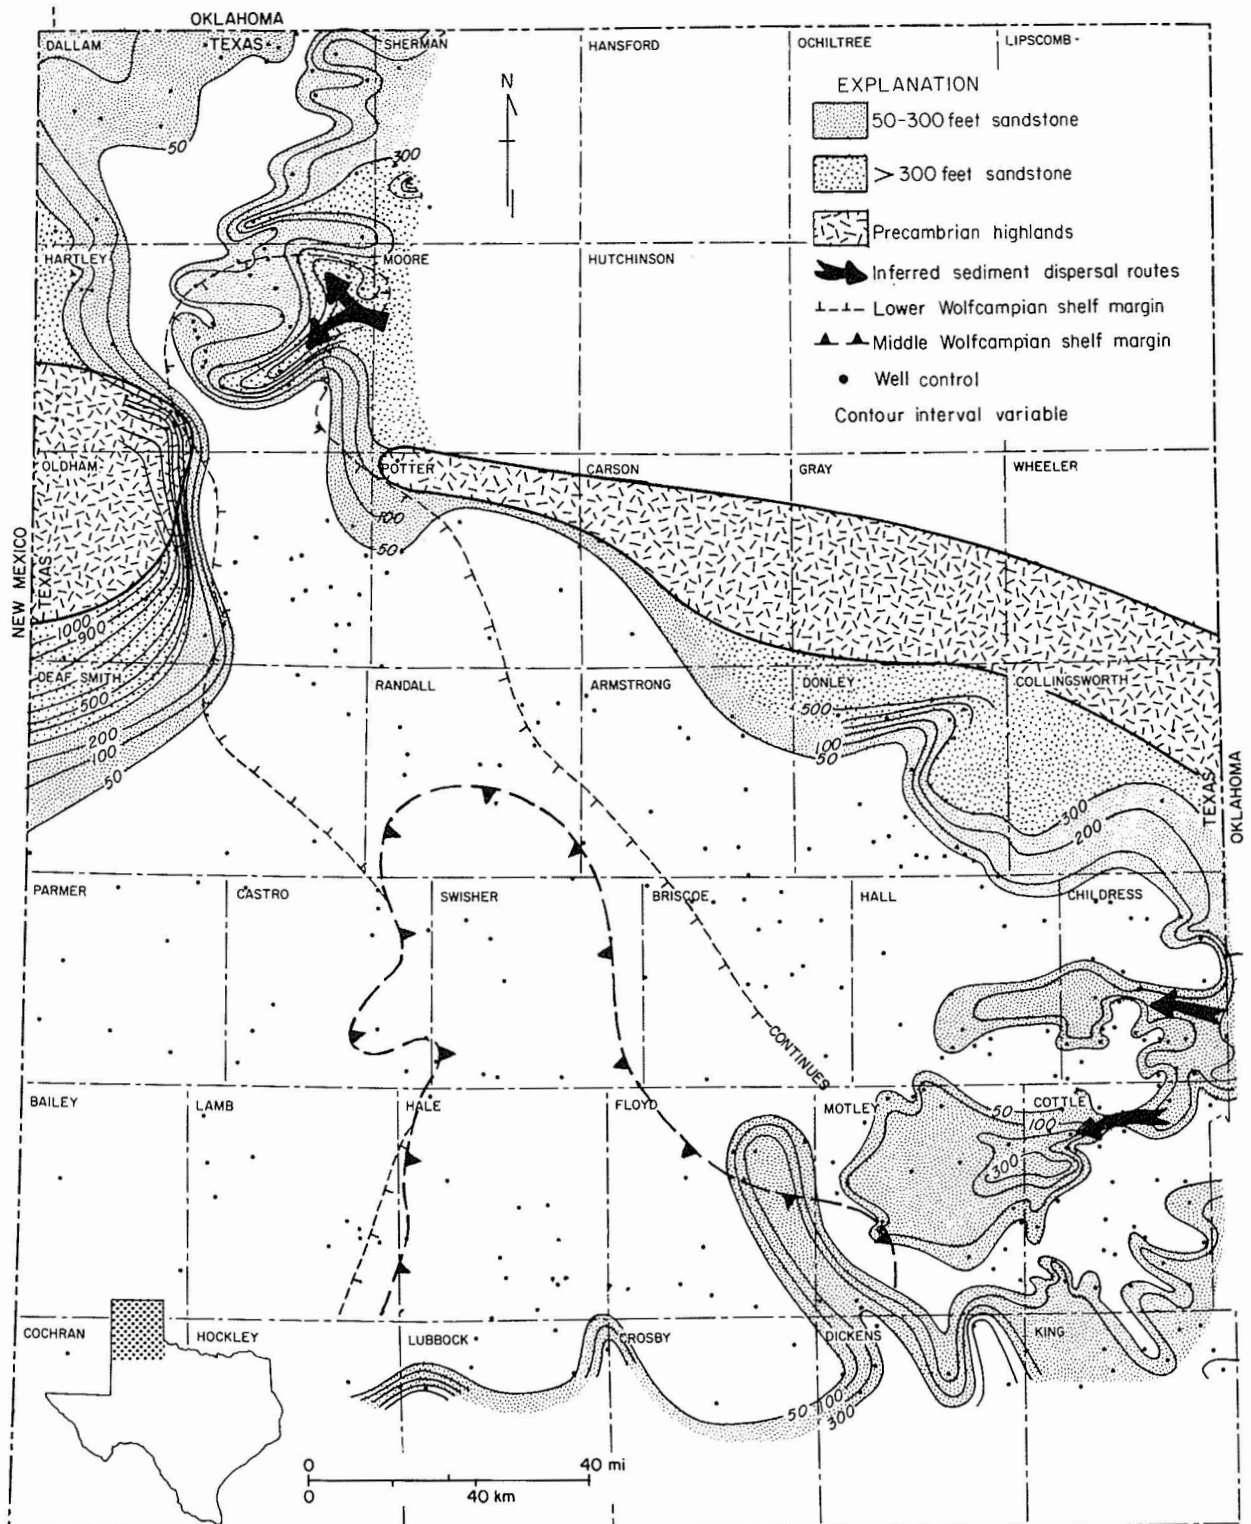 OKLAHOMA
TEXAS
DALLAM
SHERMAN
HANSFORD
OCHILTREE
LIPSCOMB
N
EXPLANATION
50-300 feet sandstone
> 300 feet sandstone
Precambrian highlands
Inferred sediment dispersal routes
Lower Wolfcampian shelf margin
Middle Wolfcampian shelf margin
Well control
Contour interval variable
50
300
HARTLEY
MOORE
HUTCHINSON
OLDHAM
POTTER
CARSON
GRAY
WHEELER
100
50
NEW MEXICO
TEXAS
1000
900
DEAF SMITH
500
200
100
50
RANDALL
ARMSTRONG
DONLEY
COLLINGSWORTH
500
100
50
300
200
TEXAS
OKLAHOMA
PARMER
CASTRO
SWISHER
BRISCOE
HALL
CHILDRESS
CONTINUES
BAILEY
LAMB
HALE
FLOYD
MOTLEY
COTTLE
50
100
300
COCHRAN
HOCKLEY
LUBBOCK
CROSBY
DICKENS
KING
50
100
300
0 40 mi
0 40 km